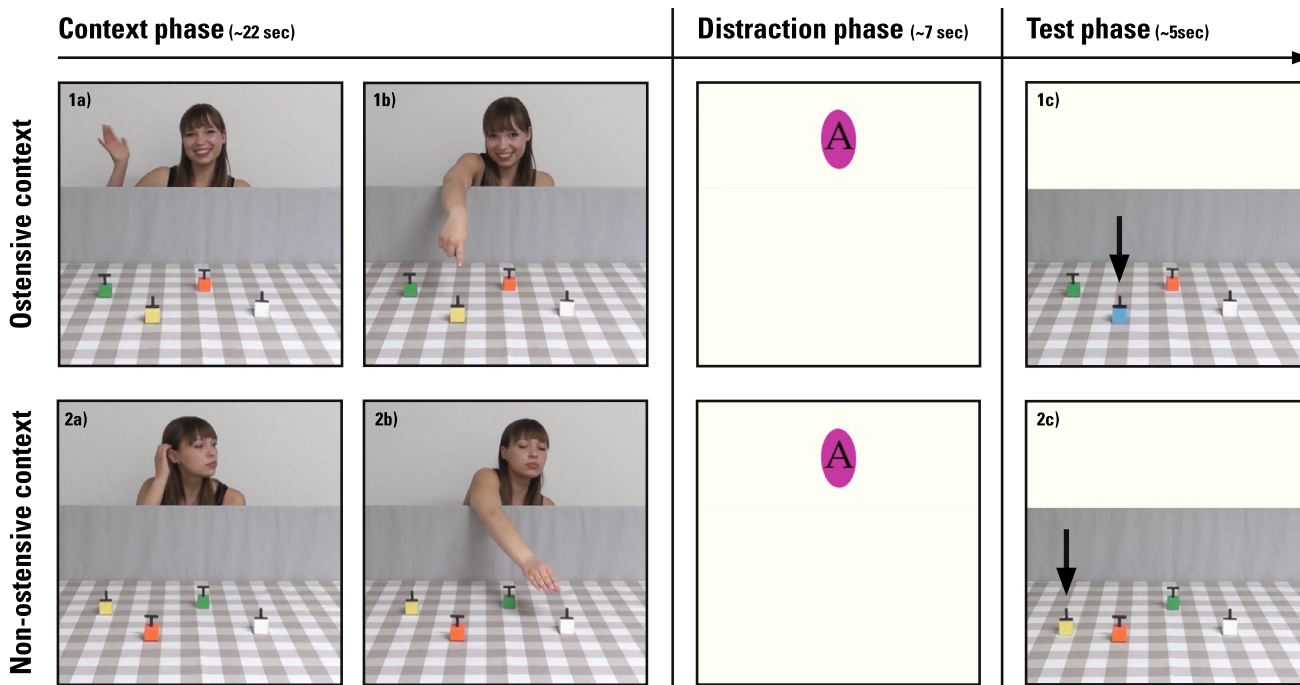 Context phase (~22 sec)
Distraction phase (~7 sec)
Test phase (~5sec)
Ostensive context
1a)
1b)
A
1c)
Non-ostensive context
2a)
2b)
A
2c)